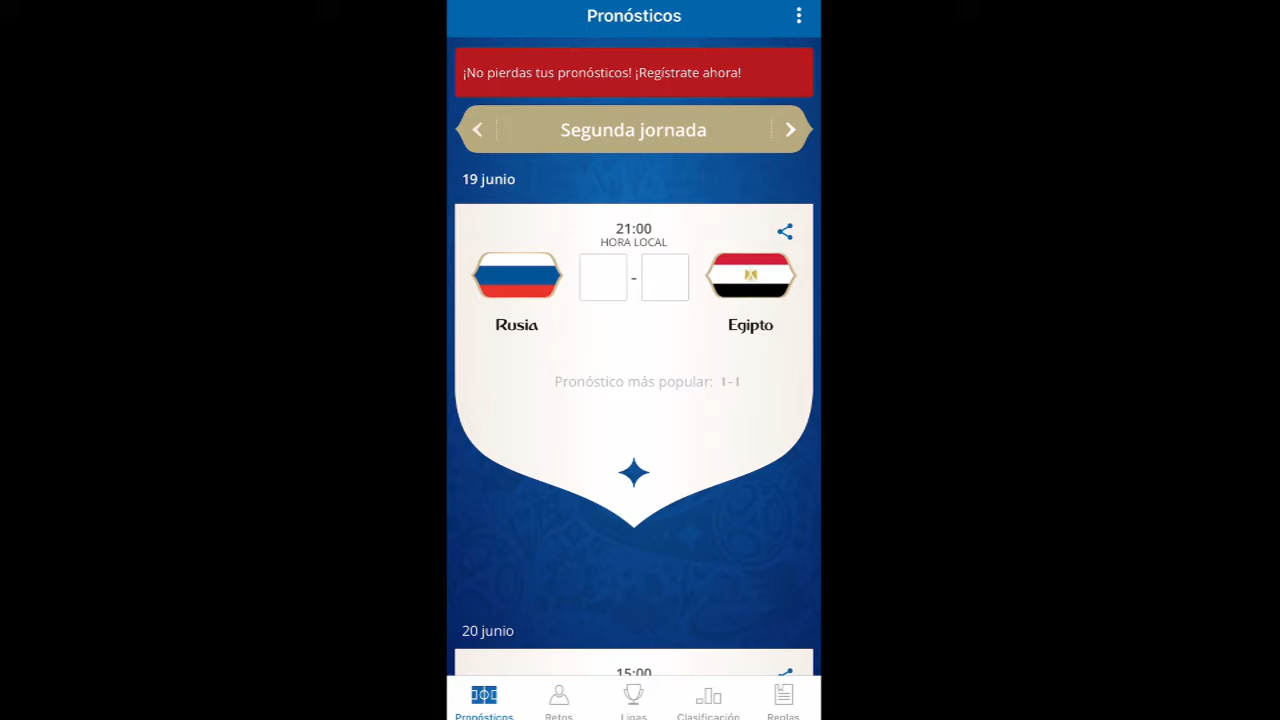 Pronósticos
¡No pierdas tus pronósticos! ¡Regístrate ahora!
Segunda jornada
19 junio
21:00
HORA LOCAL
-
Rusia
Egipto
Pronóstico más popular: 1-1
20 junio
15:00
Pronósticos
Retos
Ligas
Clasificación
Reglas